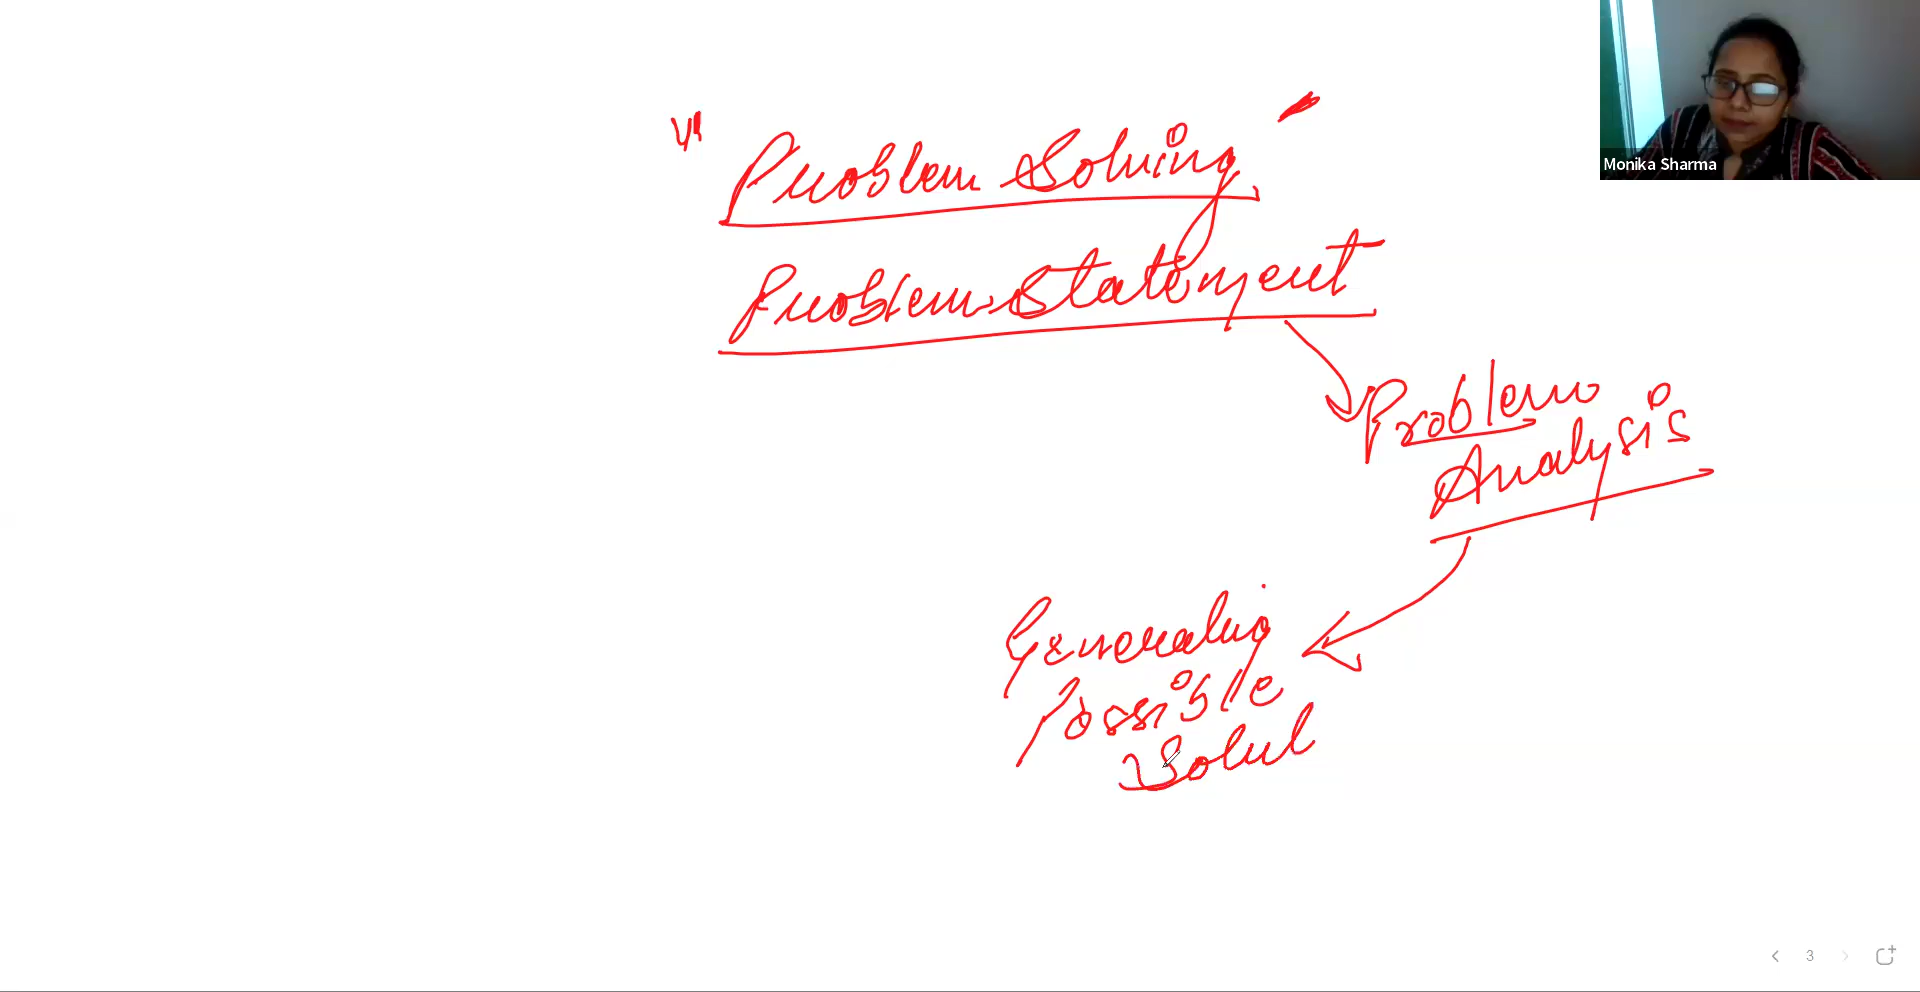 Monika Sharma
"Problem Solving"
Problem Statement
Problem
Analysis
Generating
Possible
Solut
3